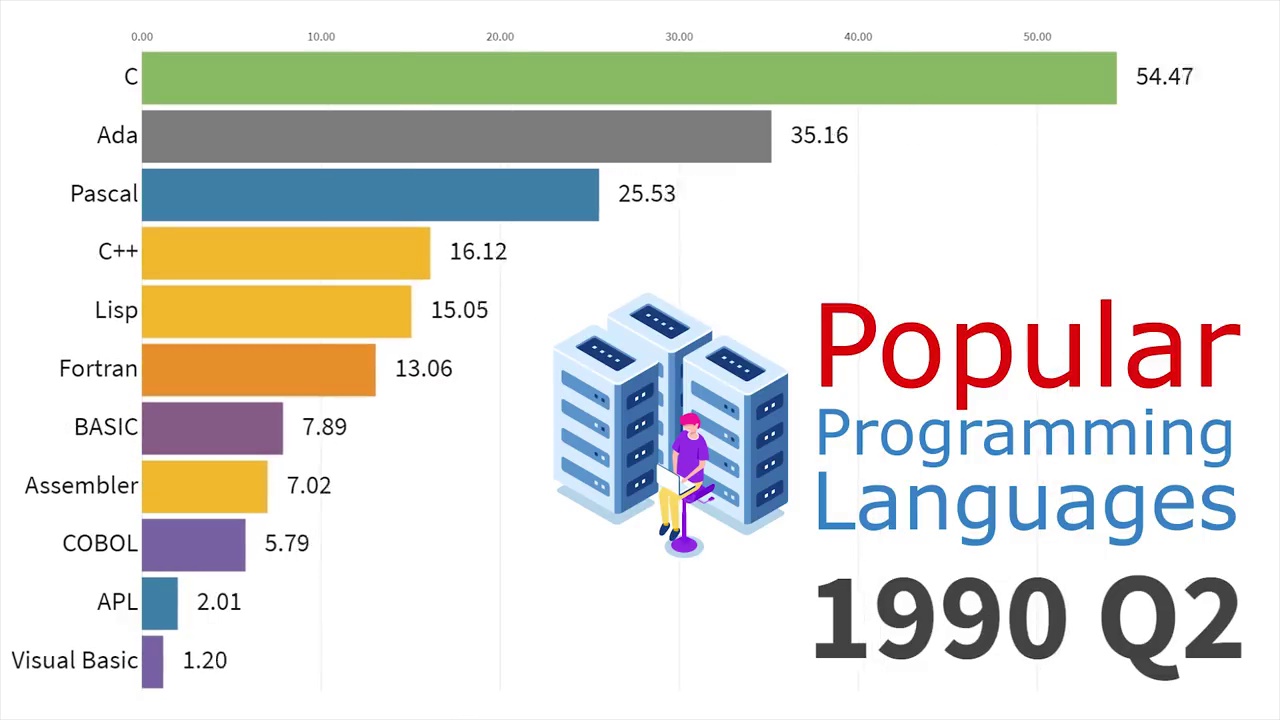 0.00 10.00 20.00 30.00 40.00 50.00
C 54.47
Ada 35.16
Pascal 25.53
C++ 16.12
Lisp 15.05
Fortran 13.06
BASIC 7.89
Assembler 7.02
COBOL 5.79
APL 2.01
Visual Basic 1.20
Popular
Programming
Languages
1990 Q2